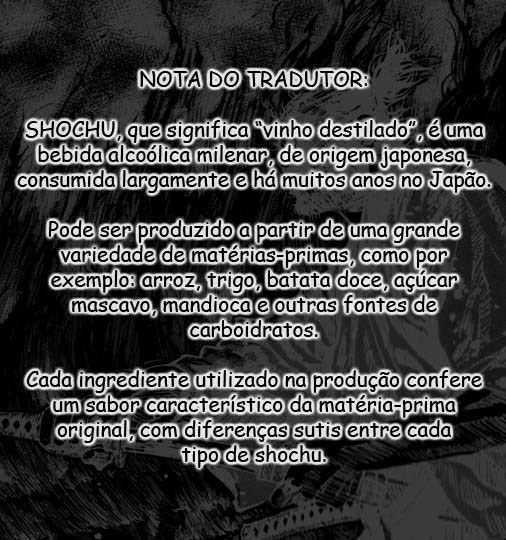 NOTA DO TRADUTOR:
SHOCHU, que significa “vinho destilado”, é uma
bebida alcoólica milenar, de origem japonesa,
consumida largamente e há muitos anos no Japão.
Pode ser produzido a partir de uma grande
variedade de matérias-primas, como por
exemplo: arroz, trigo, batata doce, açúcar
mascavo, mandioca e outras fontes de
carboidratos.
Cada ingrediente utilizado na produção confere
um sabor característico da matéria-prima
original, com diferenças sutis entre cada
tipo de shochu.